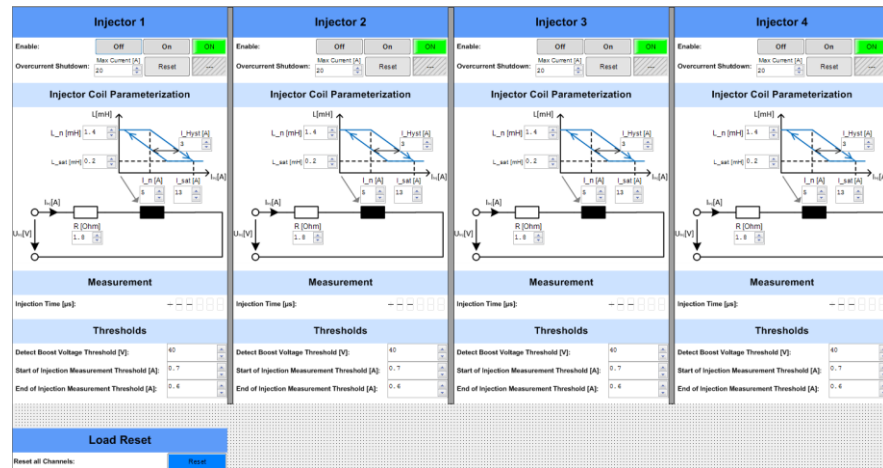 Injector 1
Enable:
Off
On
ON
Overcurrent Shutdown:
Max Current [A]
20
Reset
---
Injector Coil Parameterization
L[mH]
L_n [mH]
1.4
I_Hyst [A]
3
L_sat [mH]
0.2
I_n [A]
I_sat [A]
5
13
Iᵢₙ[A]
Iᵢₙ[A]
Uᵢₙ[V]
R [Ohm]
1.8
Measurement
Injection Time [µs]:
---
Thresholds
Detect Boost Voltage Threshold [V]:
40
Start of Injection Measurement Threshold [A]:
0.7
End of Injection Measurement Threshold [A]:
0.6
Injector 2
Enable:
Off
On
ON
Overcurrent Shutdown:
Max Current [A]
20
Reset
---
Injector Coil Parameterization
L[mH]
L_n [mH]
1.4
I_Hyst [A]
3
L_sat [mH]
0.2
I_n [A]
I_sat [A]
5
13
Iᵢₙ[A]
Iᵢₙ[A]
Uᵢₙ[V]
R [Ohm]
1.8
Measurement
Injection Time [µs]:
---
Thresholds
Detect Boost Voltage Threshold [V]:
40
Start of Injection Measurement Threshold [A]:
0.7
End of Injection Measurement Threshold [A]:
0.6
Injector 3
Enable:
Off
On
ON
Overcurrent Shutdown:
Max Current [A]
20
Reset
---
Injector Coil Parameterization
L[mH]
L_n [mH]
1.4
I_Hyst [A]
3
L_sat [mH]
0.2
I_n [A]
I_sat [A]
5
13
Iᵢₙ[A]
Iᵢₙ[A]
Uᵢₙ[V]
R [Ohm]
1.8
Measurement
Injection Time [µs]:
---
Thresholds
Detect Boost Voltage Threshold [V]:
40
Start of Injection Measurement Threshold [A]:
0.7
End of Injection Measurement Threshold [A]:
0.6
Injector 4
Enable:
Off
On
ON
Overcurrent Shutdown:
Max Current [A]
20
Reset
---
Injector Coil Parameterization
L[mH]
L_n [mH]
1.4
I_Hyst [A]
3
L_sat [mH]
0.2
I_n [A]
I_sat [A]
5
13
Iᵢₙ[A]
Iᵢₙ[A]
Uᵢₙ[V]
R [Ohm]
1.8
Measurement
Injection Time [µs]:
---
Thresholds
Detect Boost Voltage Threshold [V]:
40
Start of Injection Measurement Threshold [A]:
0.7
End of Injection Measurement Threshold [A]:
0.6
Load Reset
Reset all Channels:
Reset